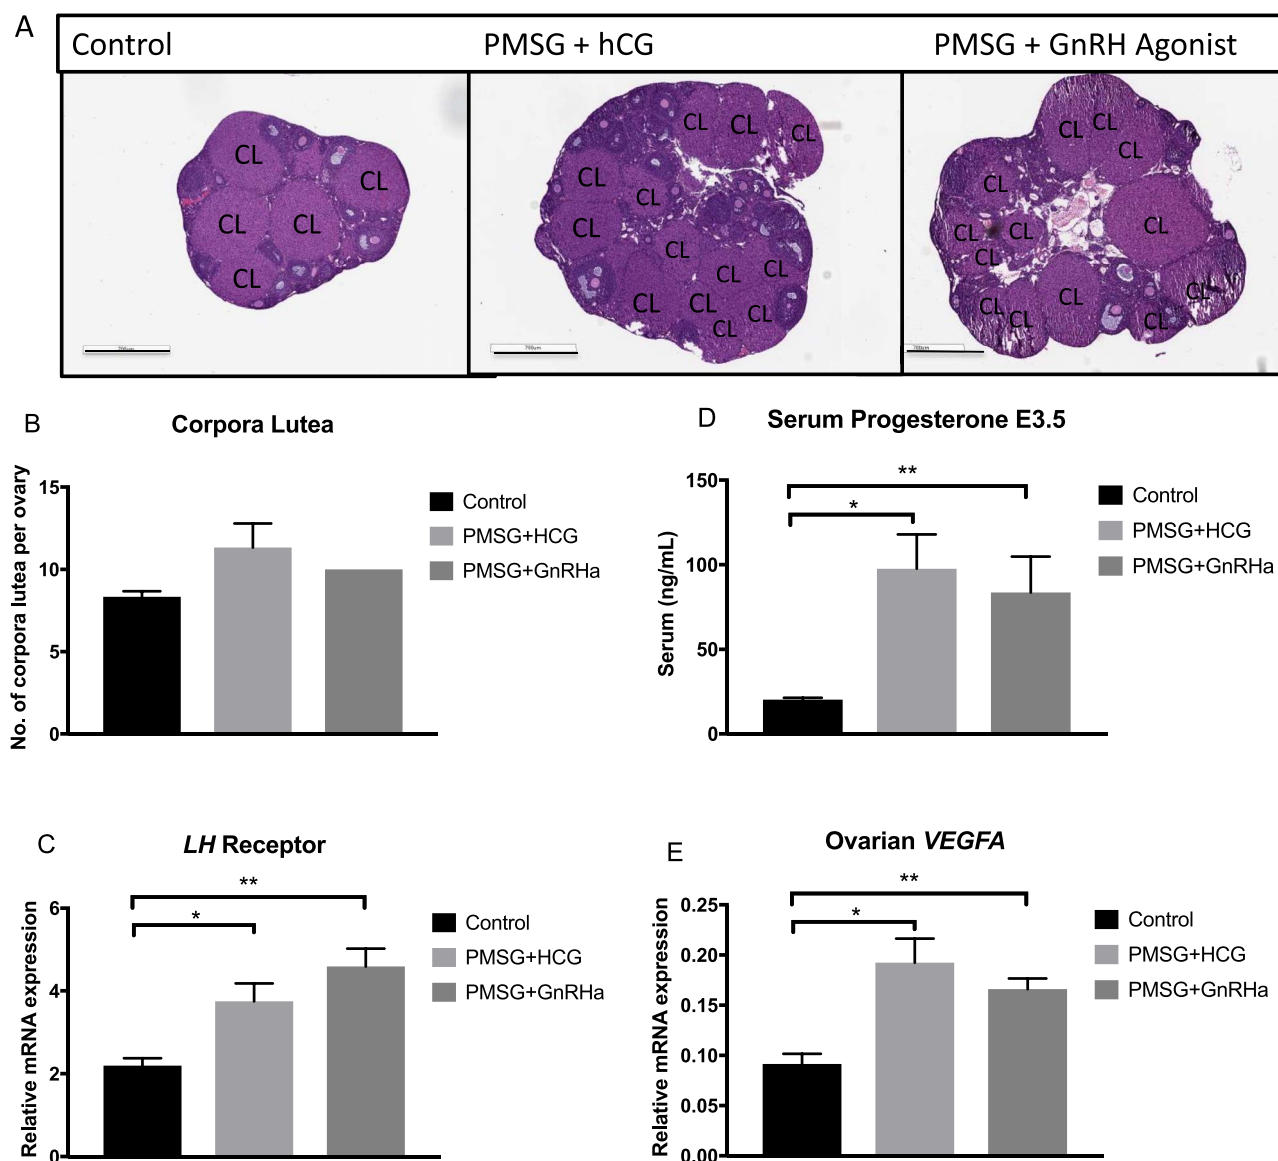 A
Control PMSG + hCG PMSG + GnRH Agonist
CL CL CL CL CL
CL CL CL CL CL CL CL CL CL CL CL CL CL CL
CL CL CL CL CL CL CL CL CL CL CL CL CL CL
700um 700um 700um
B
Corpora Lutea
No. of corpora lutea per ovary
15
10
5
0
Control
PMSG+HCG
PMSG+GnRHa
D
Serum Progesterone E3.5
Serum (ng/mL)
150
100
50
0
**
*
Control
PMSG+HCG
PMSG+GnRHa
C
LH Receptor
Relative mRNA expression
6
4
2
0
**
*
Control
PMSG+HCG
PMSG+GnRHa
E
Ovarian VEGFA
Relative mRNA expression
0.25
0.20
0.15
0.10
0.05
0.00
**
*
Control
PMSG+HCG
PMSG+GnRHa